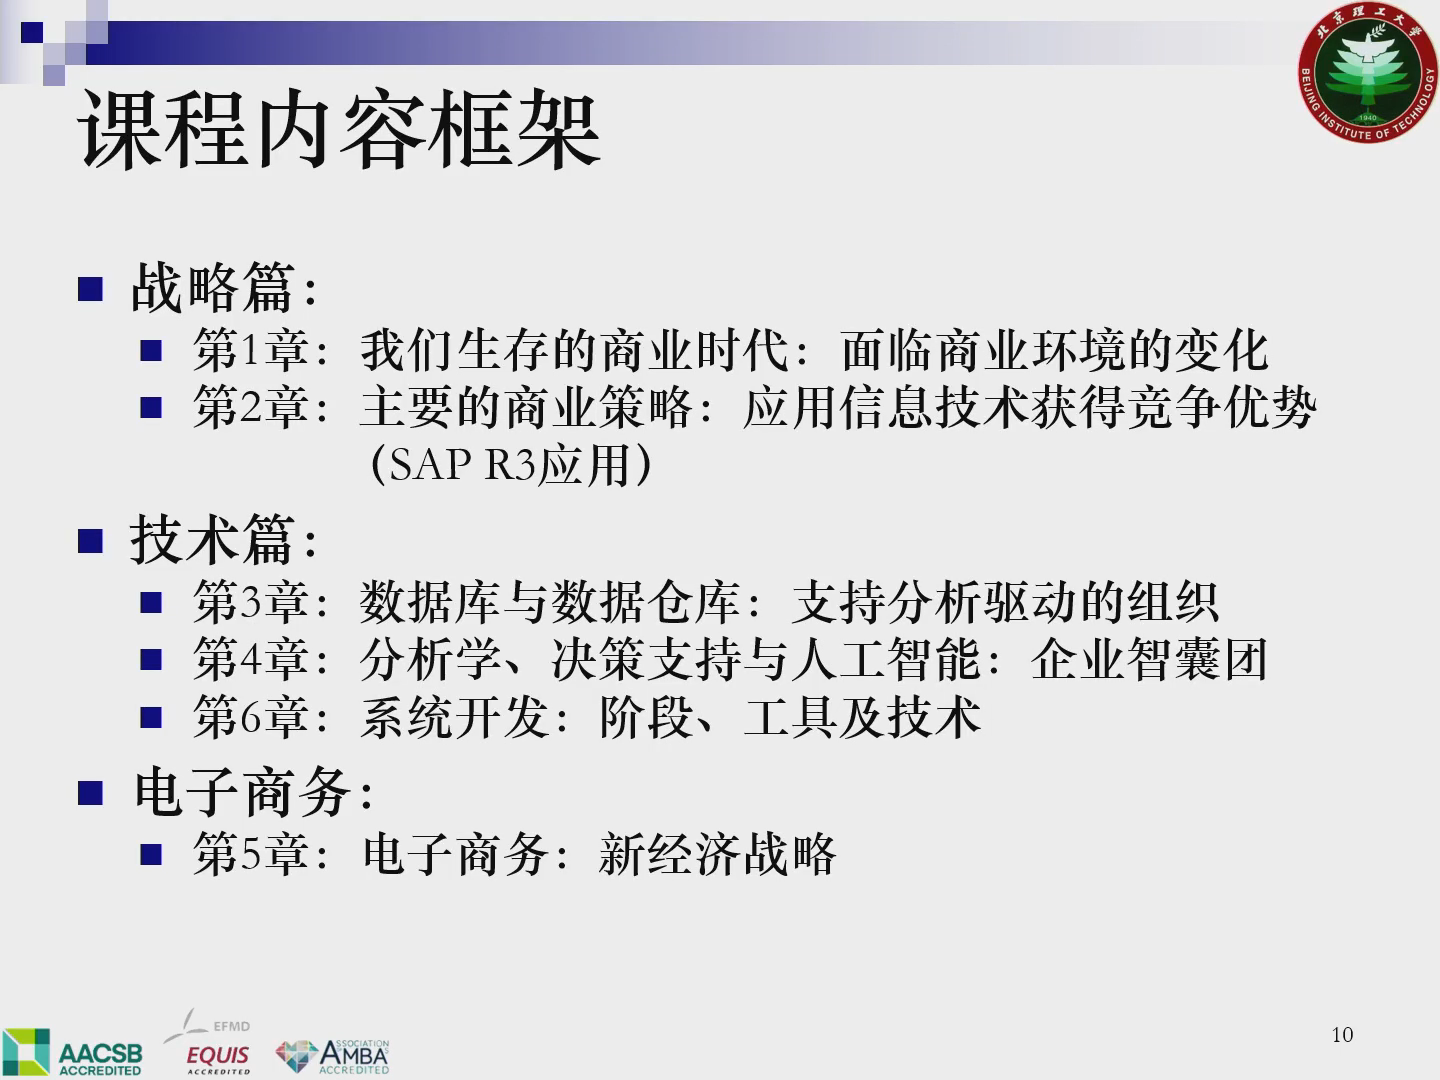 北京理工大学
BEIJING INSTITUTE OF TECHNOLOGY
1940
课程内容框架
战略篇：
第1章：我们生存的商业时代：面临商业环境的变化
第2章：主要的商业策略：应用信息技术获得竞争优势
（SAP R3应用）
技术篇：
第3章：数据库与数据仓库：支持分析驱动的组织
第4章：分析学、决策支持与人工智能：企业智囊团
第6章：系统开发：阶段、工具及技术
电子商务：
第5章：电子商务：新经济战略
AACSB
ACCREDITED
EFMD
EQUIS
ACCREDITED
ASSOCIATION
AMBA'S
ACCREDITED
10